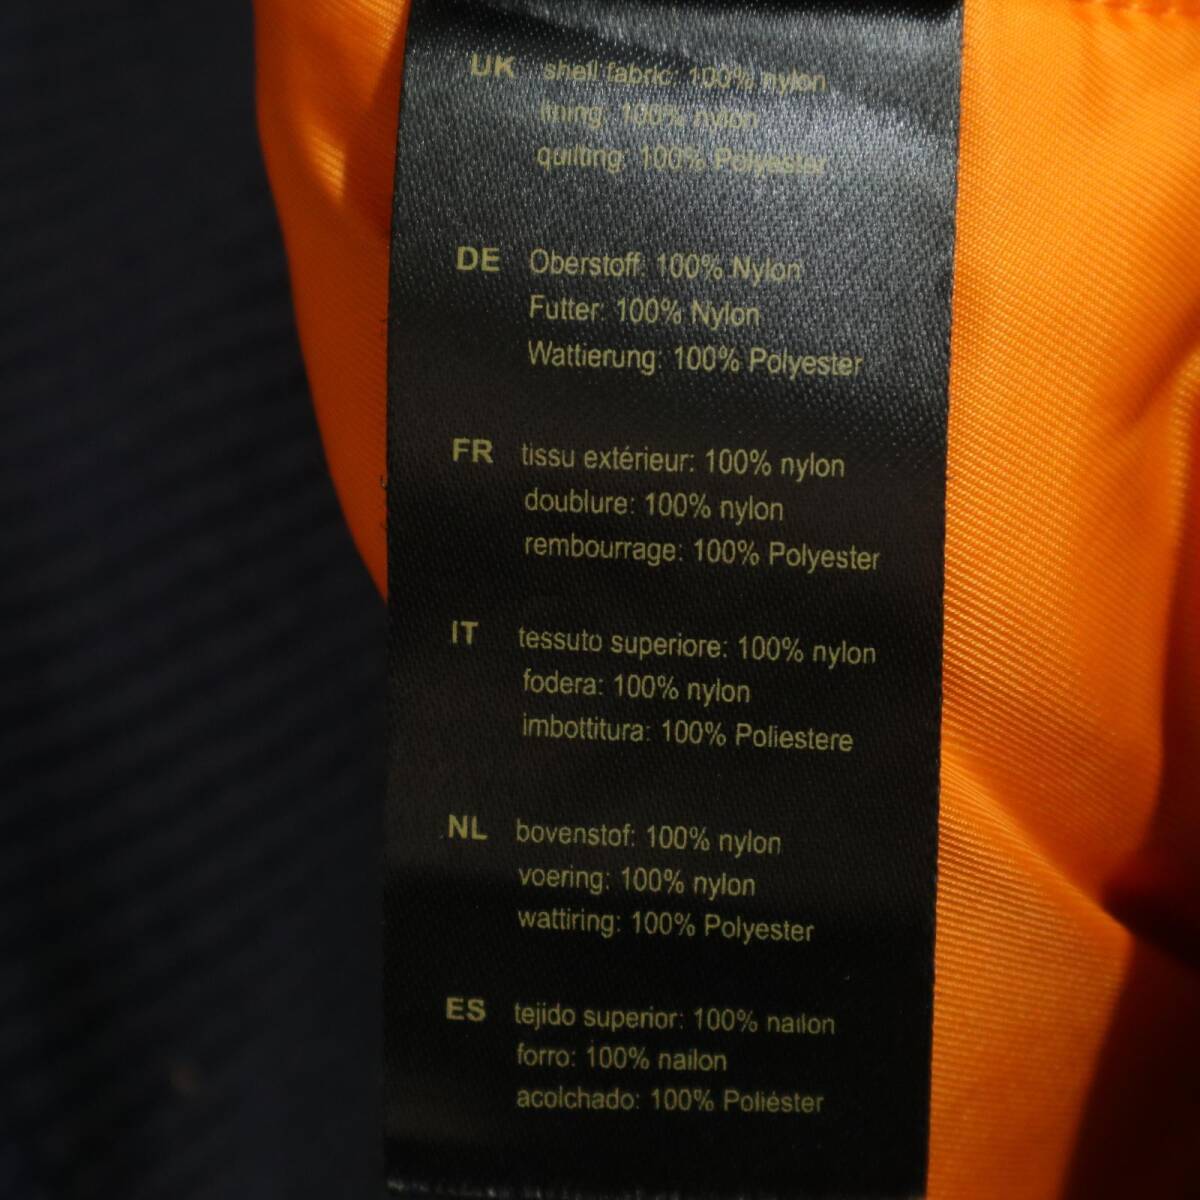 UK shell fabric: 100% nylon
lining: 100% nylon
quilting: 100% Polyester
DE Oberstoff: 100% Nylon
Futter: 100% Nylon
Wattierung: 100% Polyester
FR tissu extérieur: 100% nylon
doublure: 100% nylon
rembourrage: 100% Polyester
IT tessuto superiore: 100% nylon
fodera: 100% nylon
imbottitura: 100% Poliestere
NL bovenstof: 100% nylon
voering: 100% nylon
wattiring: 100% Polyester
ES tejido superior: 100% nailon
forro: 100% nailon
acolchado: 100% Poliéster